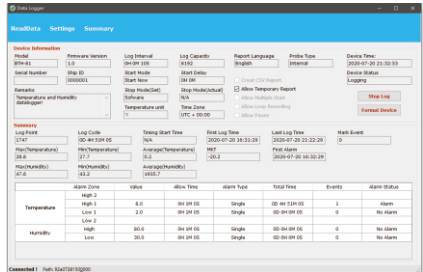 Data Logger
ReadData Settings Summary
Device Information
Model Firmware Version Log Interval Log Capacity Report Language Probe Type Device Time:
BTH-81 1.0 0H 0M 10S 8192 English Internal 2020-07-20 21:32:53
Serial Number Ship ID Start Mode Start Delay Device Status
0000001 Start Now 0H 0M Create CSV Report Logging
Remarks Stop Mode(Set) Stop Mode(Actual) Allow Temporary Report Stop Log
Temperature and Humidity datalogger Software N/A Allow Multiple Start
Temperature unit Time Zone Allow Loop Recording Format Device
UTC + 00:00 Allow Pause
Summary
Log Point Log Code Timing Start Time First Log Time Last Log Time Mark Event
1747 0D 4H 51M 0S N/A 2020-07-20 16:31:29 2020-07-20 21:22:29 0
Max(Temperature) Min(Temperature) Average(Temperature) MKT First Alarm
28.8 27.7 -20.2 2020-07-20 16:32:29
Max(Humidity) Min(Humidity) Average(Humidity)
47.6 43.2
Alarm Zone Value Allow Time Alarm Type Total Time Events Alarm Status
High 2
High 1 8.0 0H 1M 0S Single 0D 4H 51M 0S 1 Alarm
Temperature
Low 1 2.0 0H 1M 0S Single 0D 0H 0M 0S 0 No Alarm
Low 2
High 80.0 0H 1M 0S Single 0D 0H 0M 0S 0 No Alarm
Humidity
Low 30.0 0H 1M 0S Single 0D 0H 0M 0S 0 No Alarm
Connected ! Path: